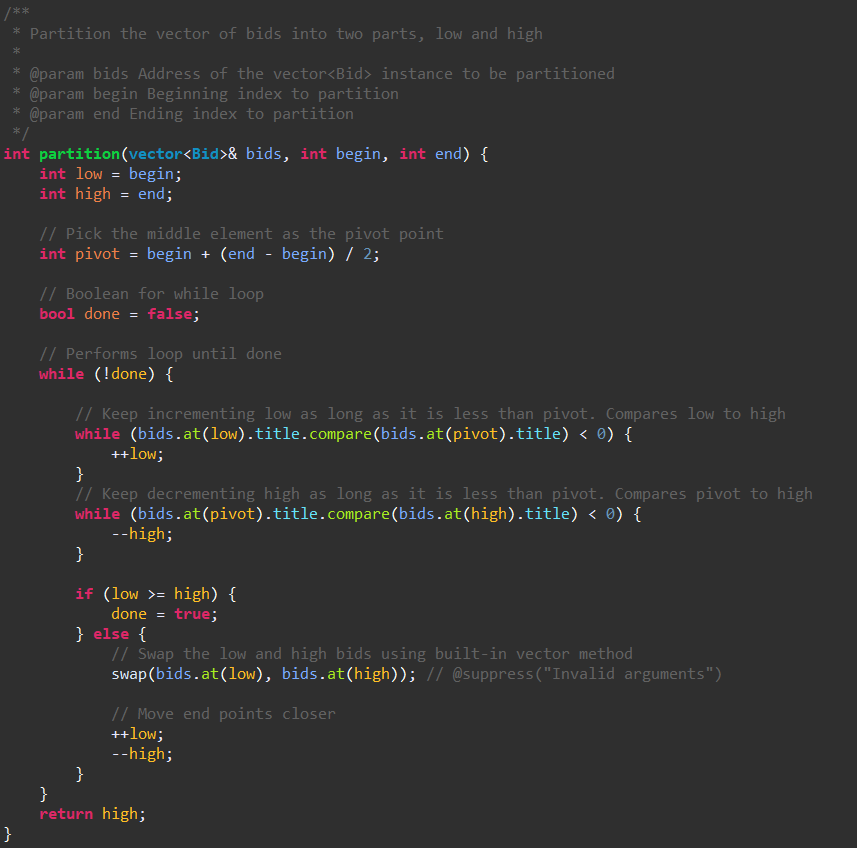 /**
 * Partition the vector of bids into two parts, low and high
 *
 * @param bids Address of the vector<Bid> instance to be partitioned
 * @param begin Beginning index to partition
 * @param end Ending index to partition
 */
int partition(vector<Bid>& bids, int begin, int end) {
    int low = begin;
    int high = end;

    // Pick the middle element as the pivot point
    int pivot = begin + (end - begin) / 2;

    // Boolean for while loop
    bool done = false;

    // Performs loop until done
    while (!done) {

        // Keep incrementing low as long as it is less than pivot. Compares low to high
        while (bids.at(low).title.compare(bids.at(pivot).title) < 0) {
            ++low;
        }
        // Keep decrementing high as long as it is less than pivot. Compares pivot to high
        while (bids.at(pivot).title.compare(bids.at(high).title) < 0) {
            --high;
        }

        if (low >= high) {
            done = true;
        } else {
            // Swap the low and high bids using built-in vector method
            swap(bids.at(low), bids.at(high)); // @suppress("Invalid arguments")

            // Move end points closer
            ++low;
            --high;
        }
    }
    return high;
}